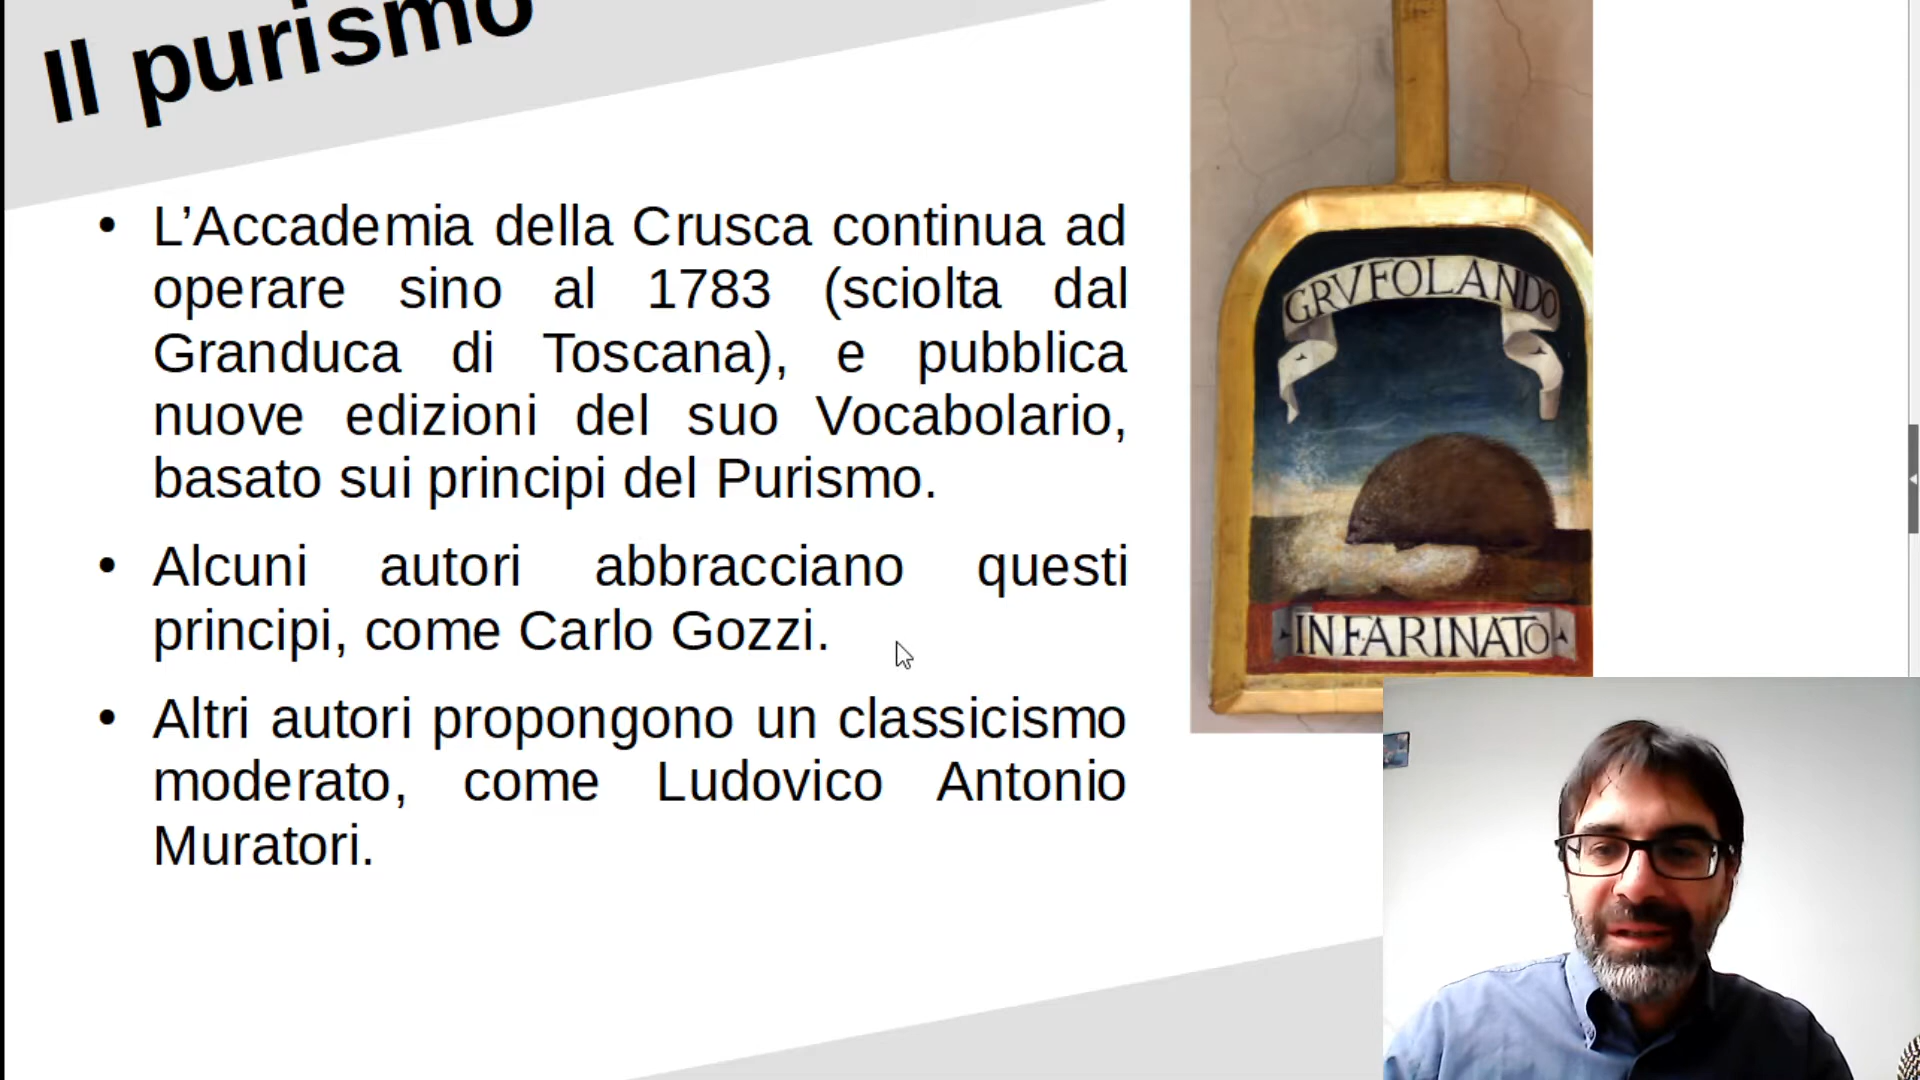 Il purismo
L’Accademia della Crusca continua ad
operare sino al 1783 (sciolta dal
Granduca di Toscana), e pubblica
nuove edizioni del suo Vocabolario,
basato sui principi del Purismo.
Alcuni autori abbracciano questi
principi, come Carlo Gozzi.
Altri autori propongono un classicismo
moderato, come Ludovico Antonio
Muratori.
GRVFOLANDO
INFARINATO